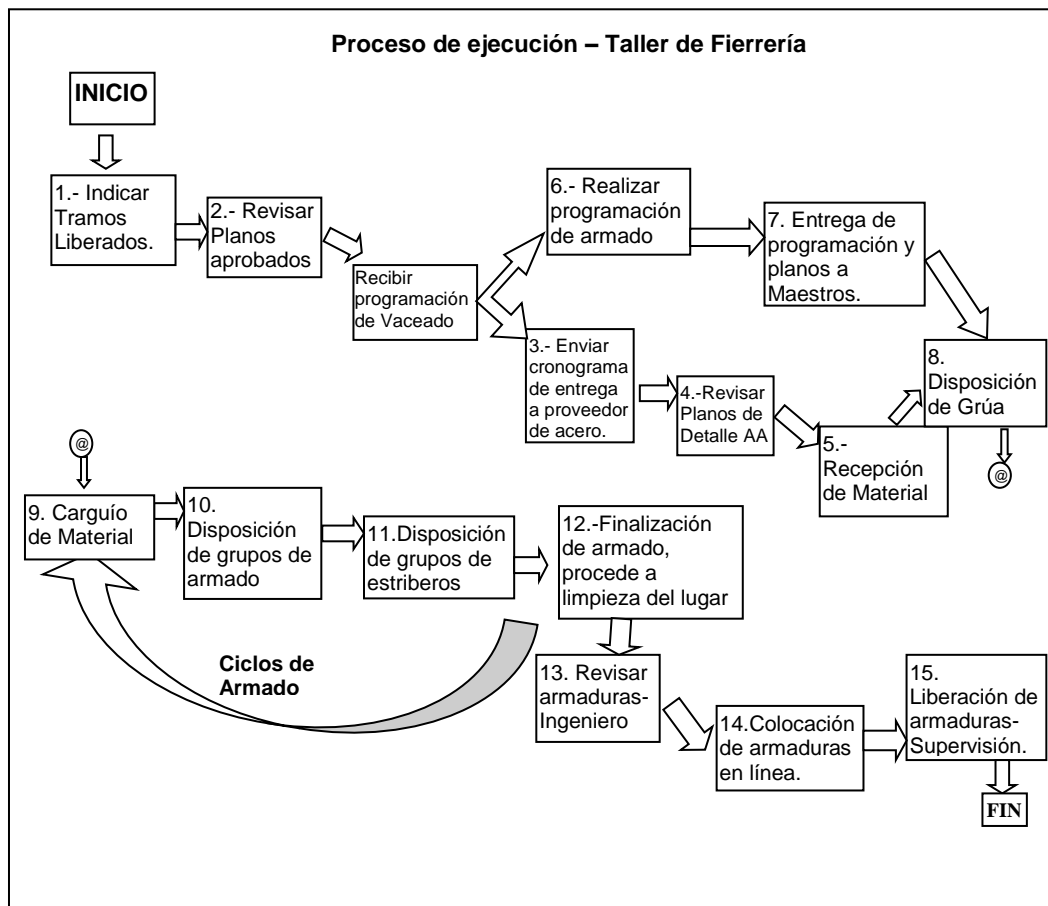 Proceso de ejecución – Taller de Fierrería
INICIO
1.- Indicar
Tramos
Liberados.
2.- Revisar
Planos
aprobados
Recibir
programación
de Vaceado
6.- Realizar
programación
de armado
7. Entrega de
programación y
planos a
Maestros.
3.- Enviar
cronograma
de entrega
a proveedor
de acero.
4.-Revisar
Planos de
Detalle AA
5.-
Recepción
de Material
8.
Disposición
de Grúa
@
@
9. Carguío
de Material
10.
Disposición
de grupos de
armado
11.Disposición
de grupos de
estriberos
12.-Finalización
de armado,
procede a
limpieza del lugar
Ciclos de
Armado
13. Revisar
armaduras-
Ingeniero
14.Colocación
de armaduras
en línea.
15.
Liberación de
armaduras-
Supervisión.
FIN